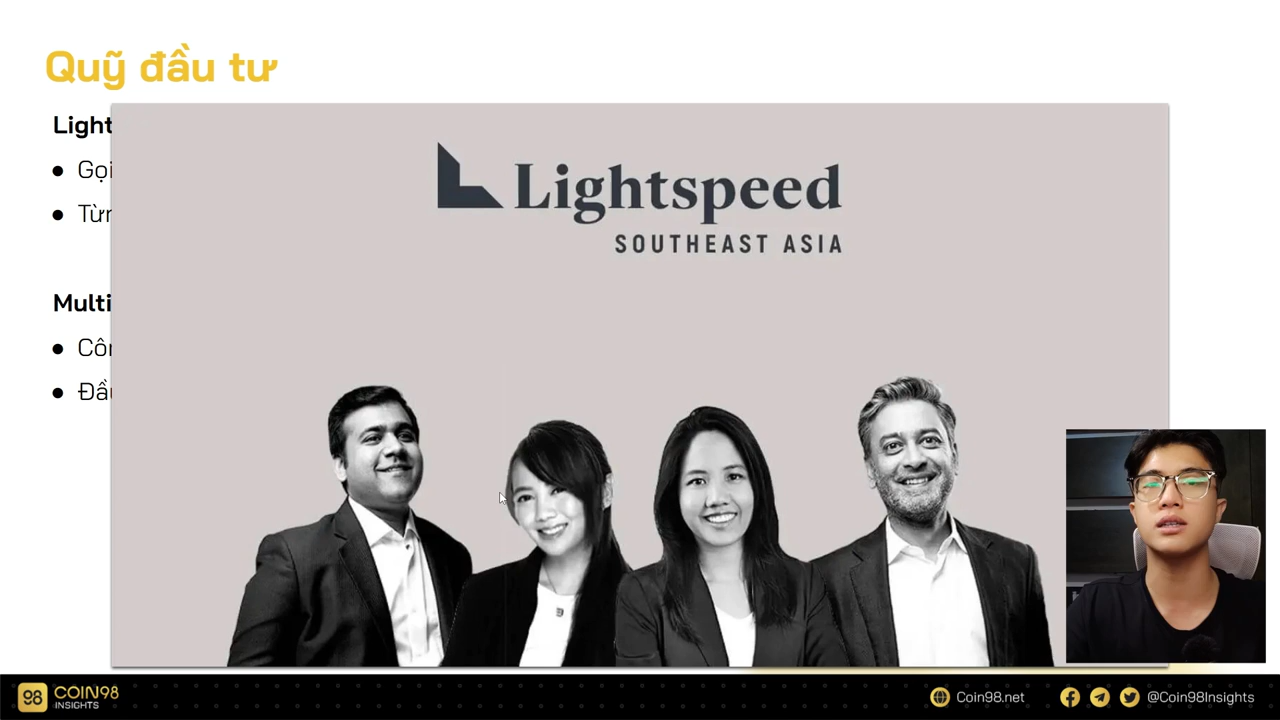 Quỹ đầu tư
Light
Gọi
Từn
Multi
Côn
Đầu
Lightspeed
SOUTHEAST ASIA
98 COIN98
INSIGHTS
Coin98.net
@Coin98Insights